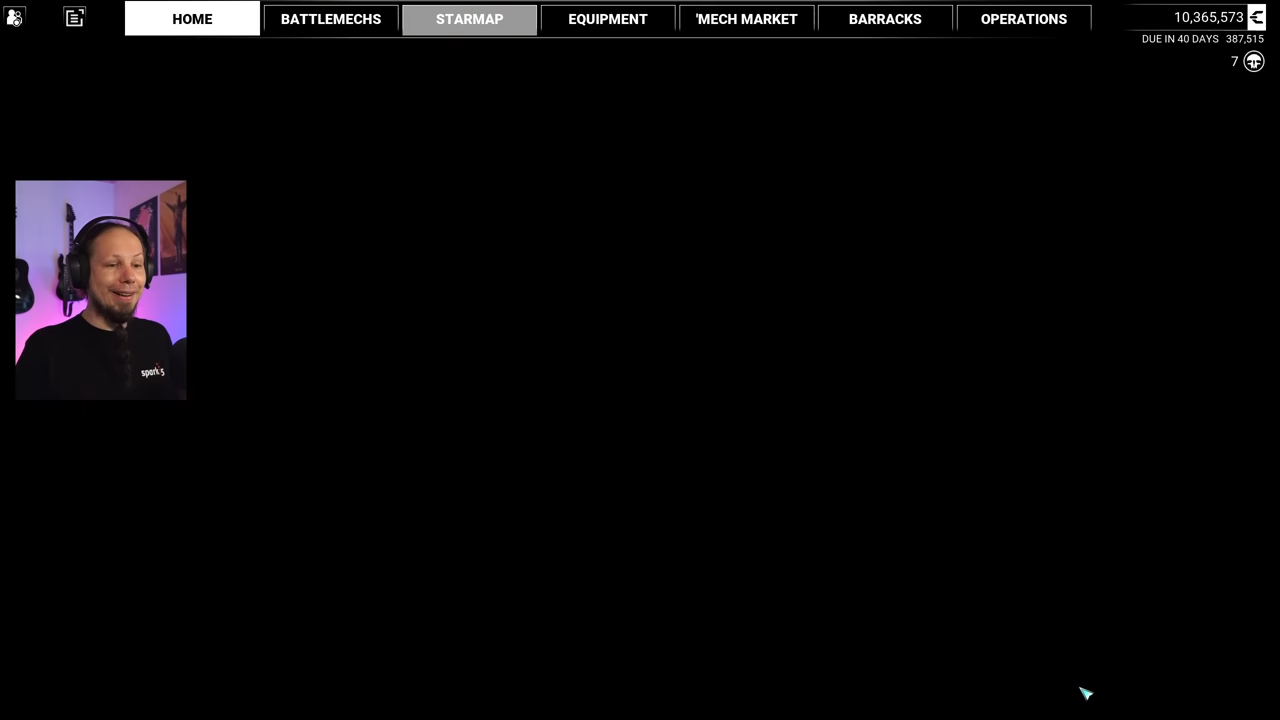 HOME
BATTLEMECHS
STARMAP
EQUIPMENT
'MECH MARKET
BARRACKS
OPERATIONS
10,365,573
DUE IN 40 DAYS 387,515
7